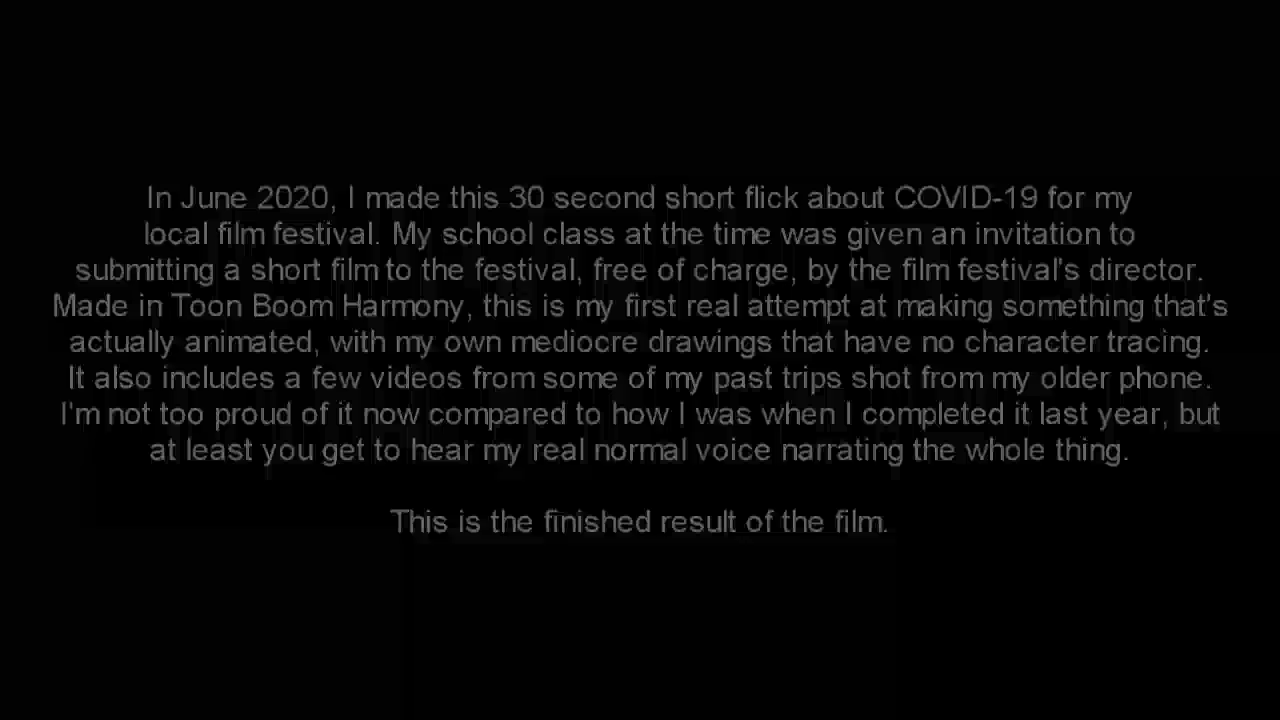 In June 2020, I made this 30 second short flick about COVID-19 for my
local film festival. My school class at the time was given an invitation to
submitting a short film to the festival, free of charge, by the film festival's director.
Made in Toon Boom Harmony, this is my first real attempt at making something that's
actually animated, with my own mediocre drawings that have no character tracing.
It also includes a few videos from some of my past trips shot from my older phone.
I'm not too proud of it now compared to how I was when I completed it last year, but
at least you get to hear my real normal voice narrating the whole thing.
This is the finished result of the film.